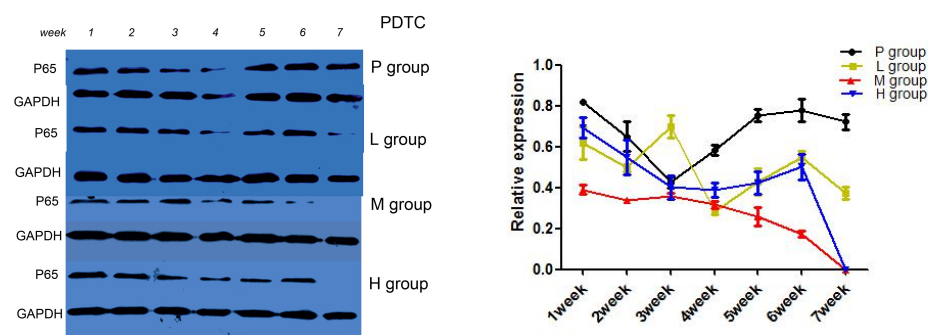 PDTC
week 1 2 3 4 5 6 7
P65
P group
GAPDH
P65
L group
GAPDH
P65
M group
GAPDH
P65
H group
GAPDH
P group
L group
M group
H group
Relative expression
1.0
0.8
0.6
0.4
0.2
0.0
1week
2week
3week
4week
5week
6week
7week